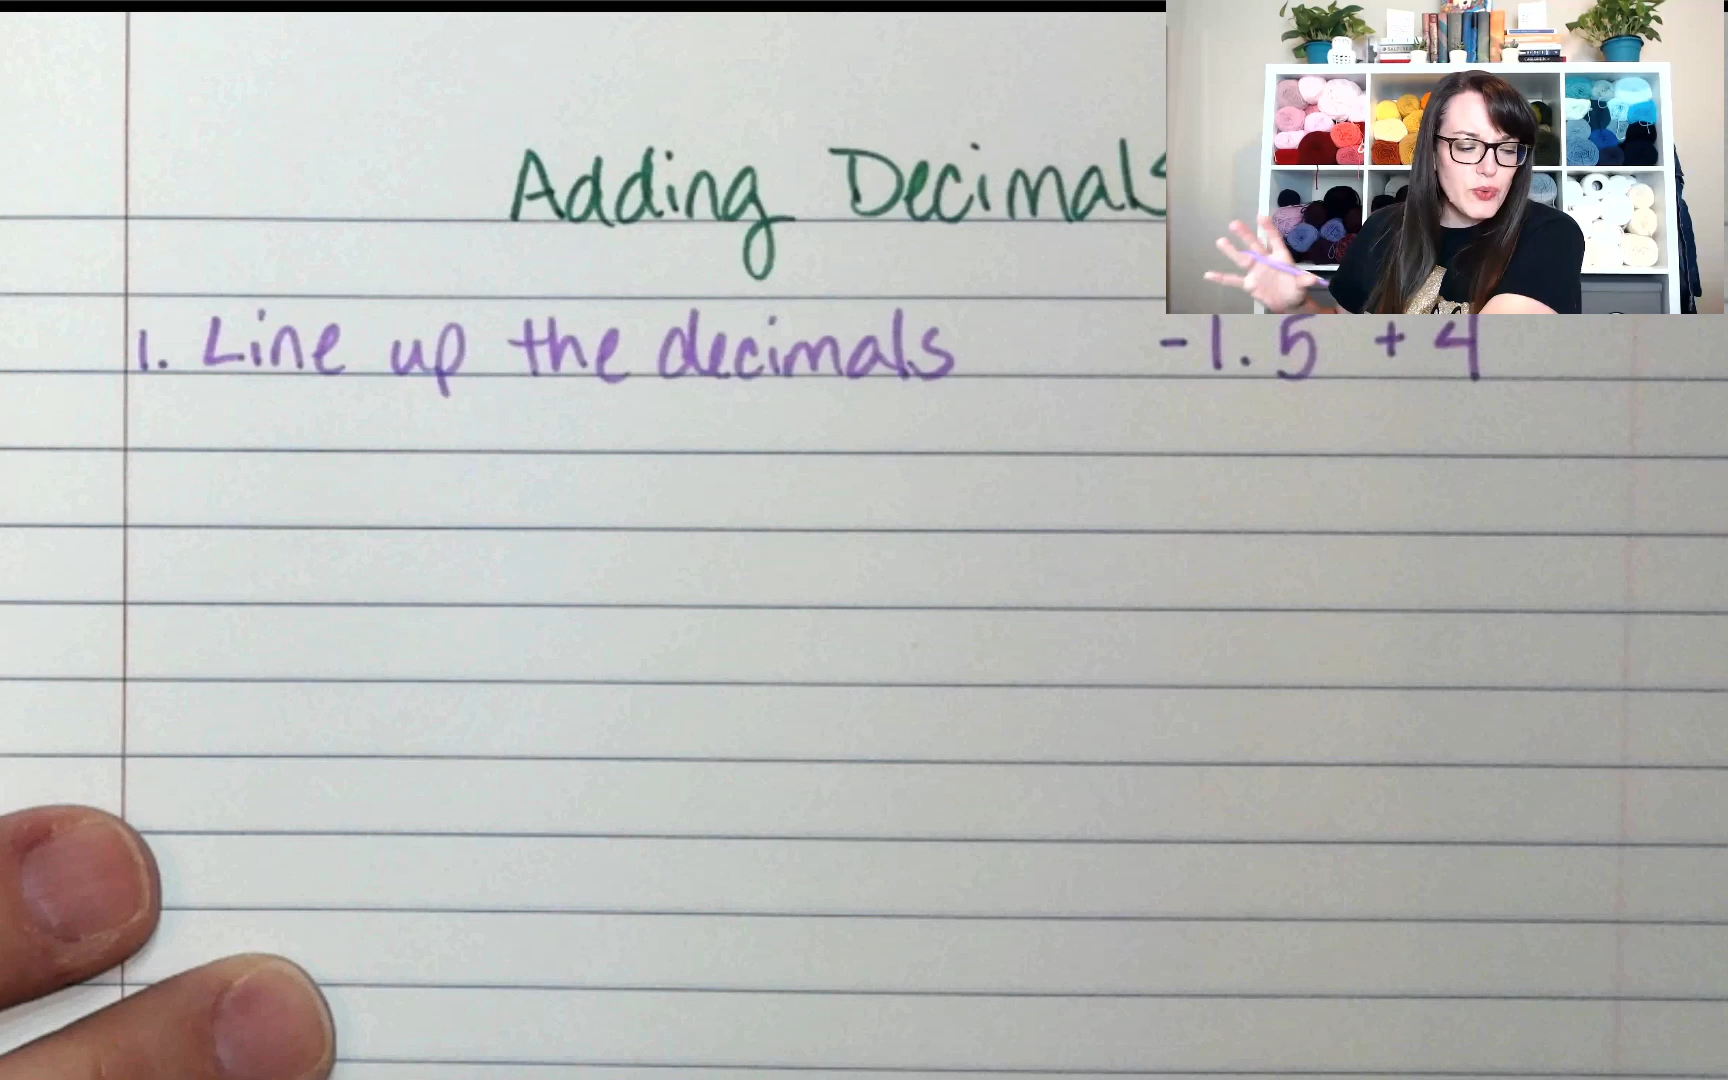 Adding Decimals
1. Line up the decimals -1.5 + 4